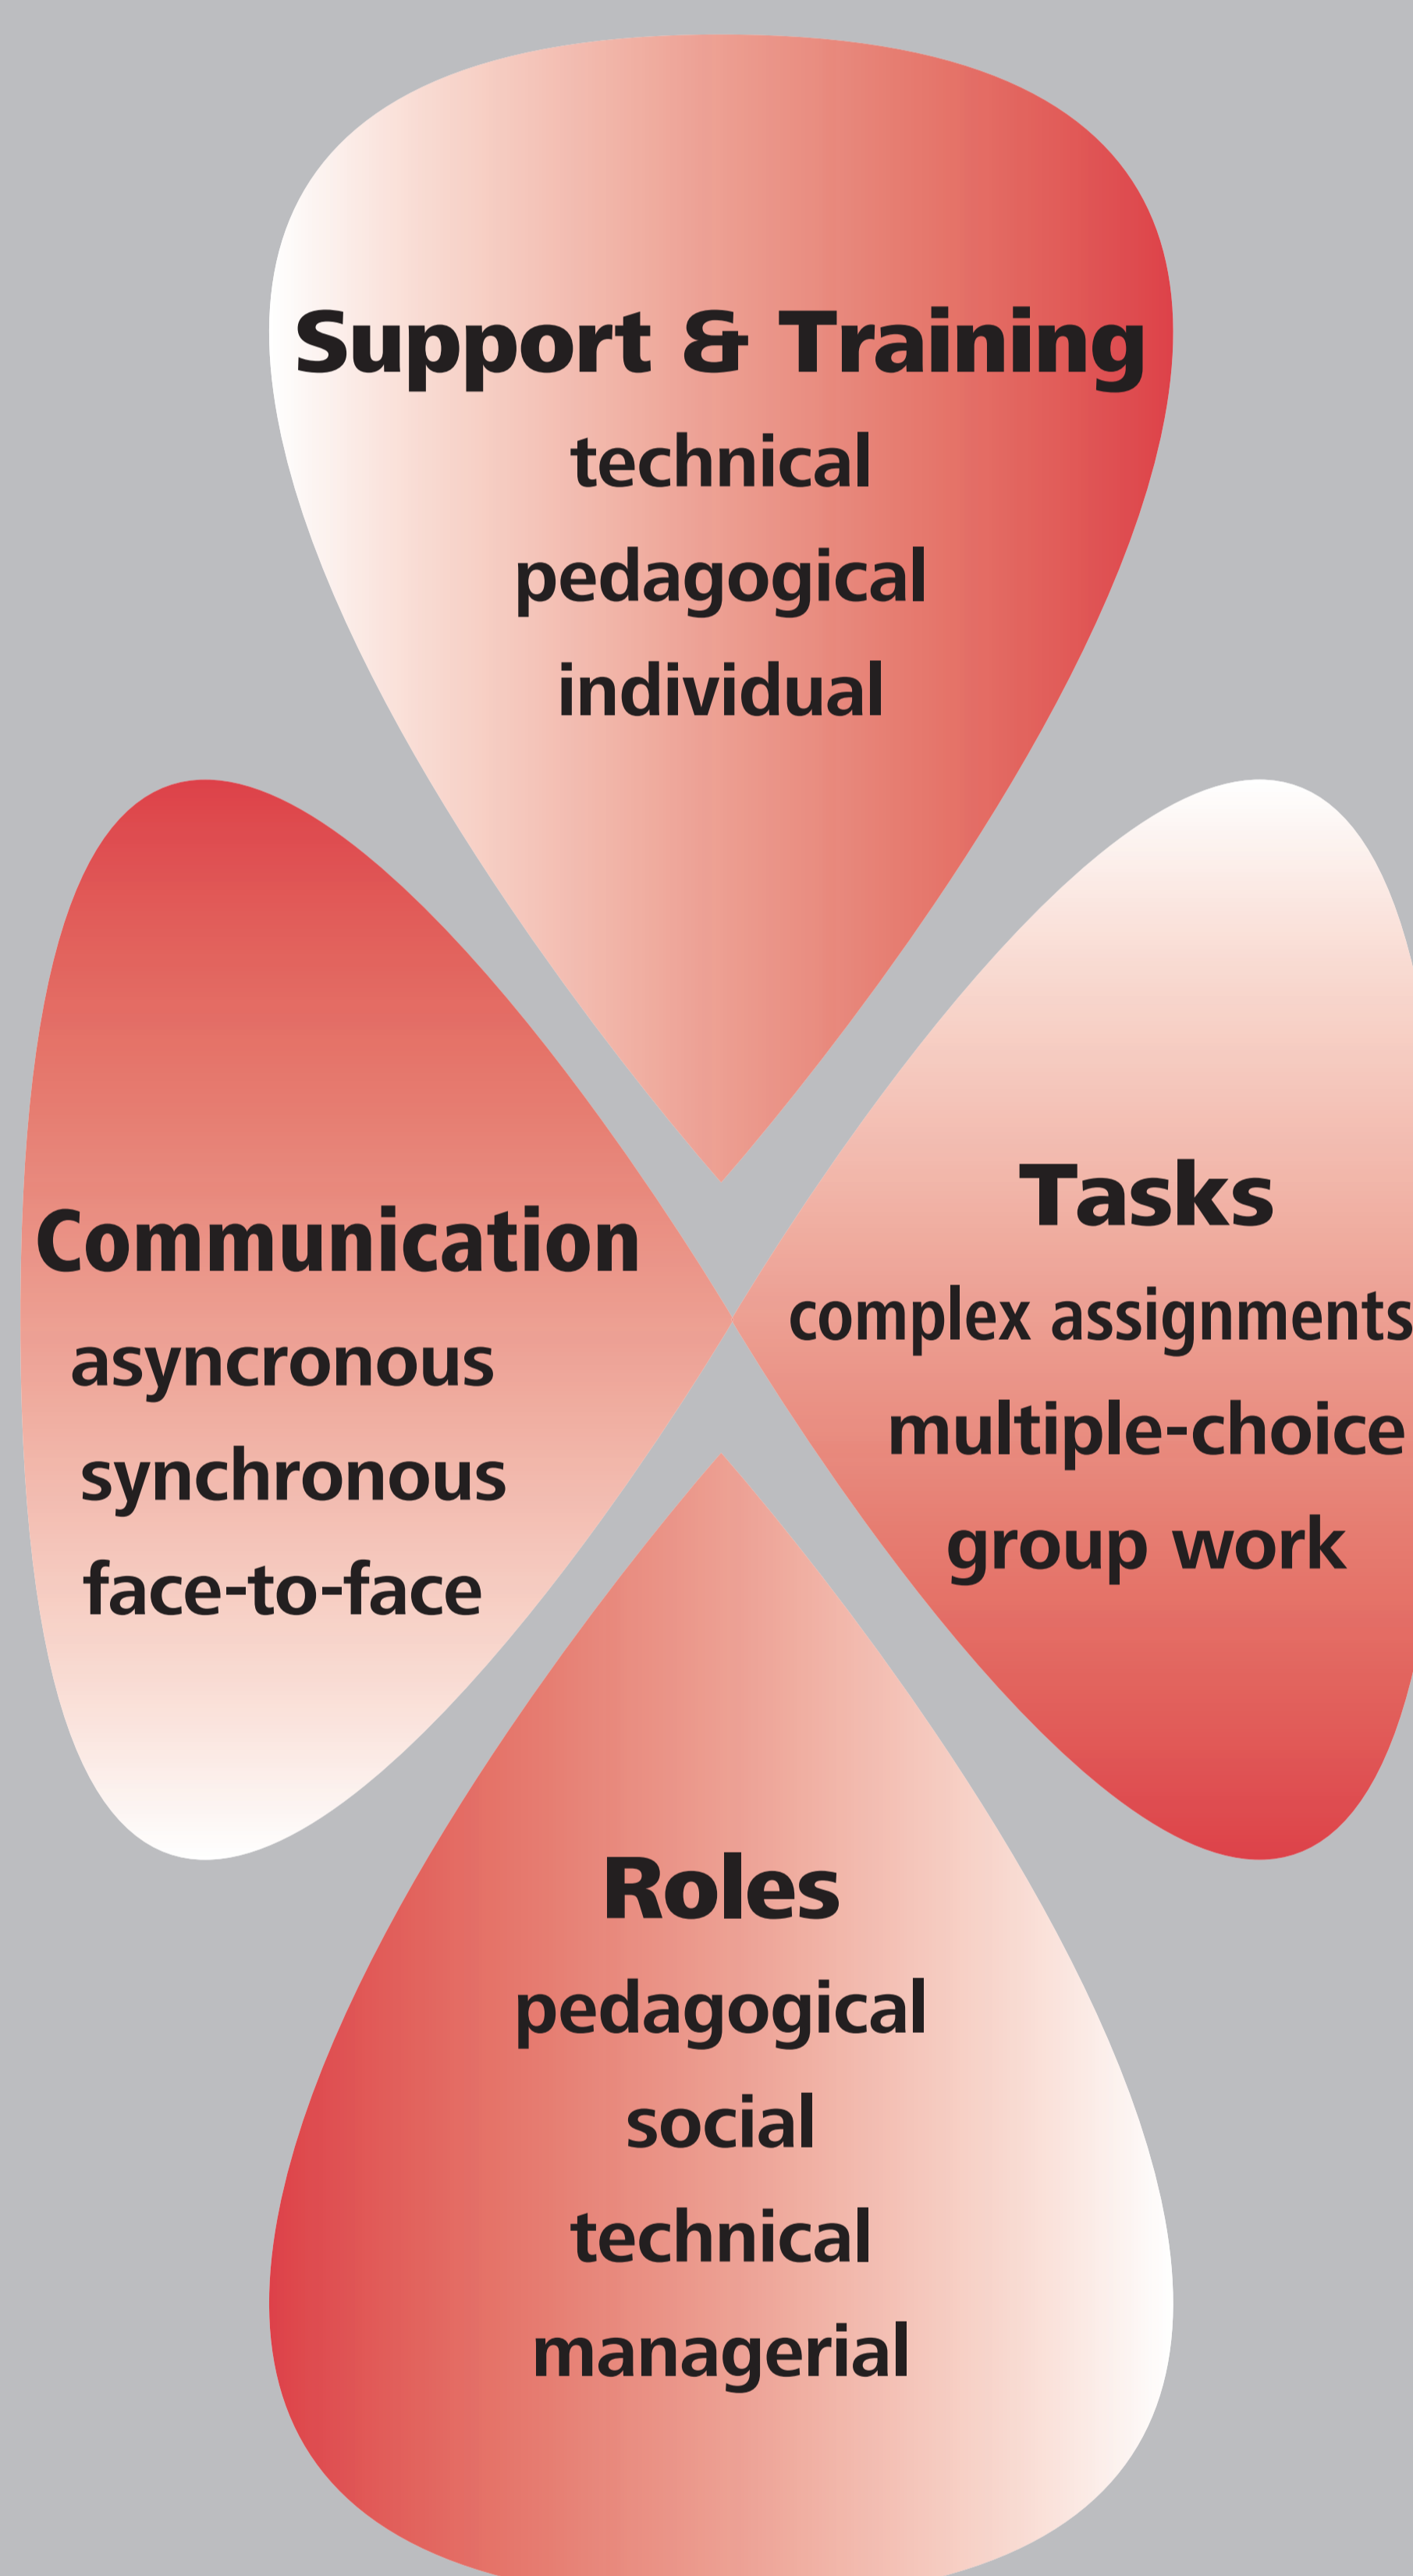 Support & Training
technical
pedagogical
individual
Communication
asyncronous
synchronous
face-to-face
Tasks
complex assignments
multiple-choice
group work
Roles
pedagogical
social
technical
managerial